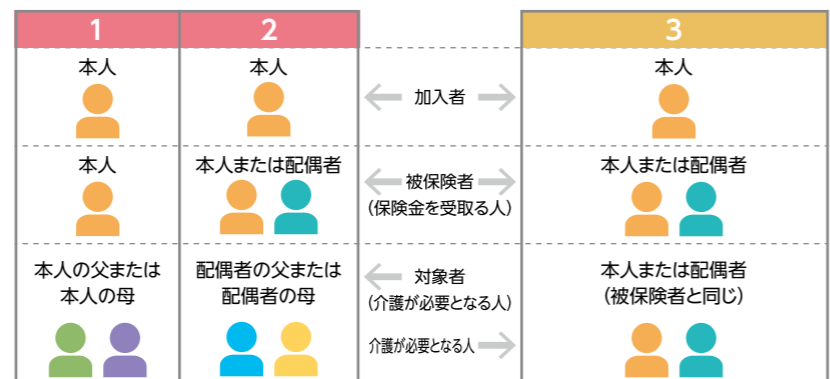 1
2
3
本人
本人
加入者
本人
本人
本人または配偶者
被保険者
(保険金を受取る人)
本人または配偶者
本人の父または
本人の母
配偶者の父または
配偶者の母
対象者
(介護が必要となる人)
介護が必要となる人
本人または配偶者
(被保険者と同じ)